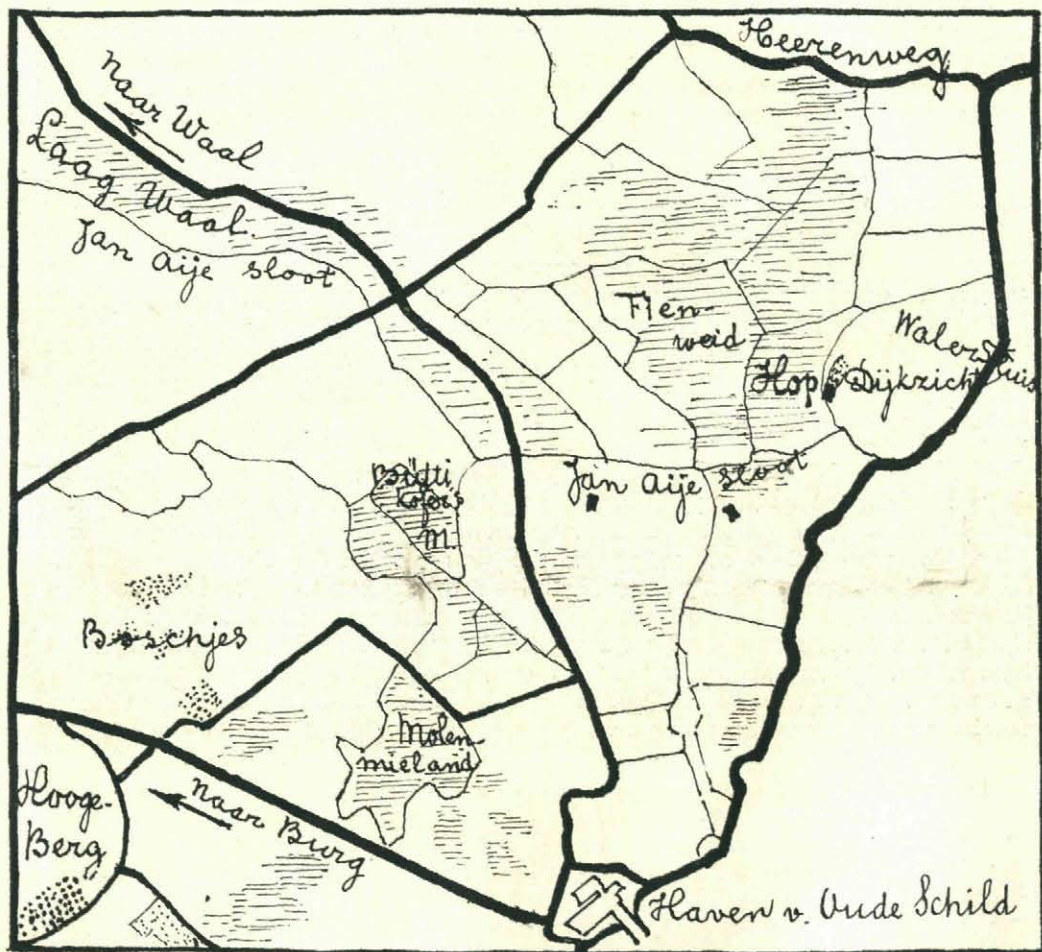 Heerenweg
naar Waal
Laag Waal.
Jan Aije sloot
Tien-
weid
Walen
Hop
Dijkzicht
Jan Aije sloot
M.
Boschjes
Molen-
mieland
Hooge-
Berg
naar Burg
Haven v. Oude Schild